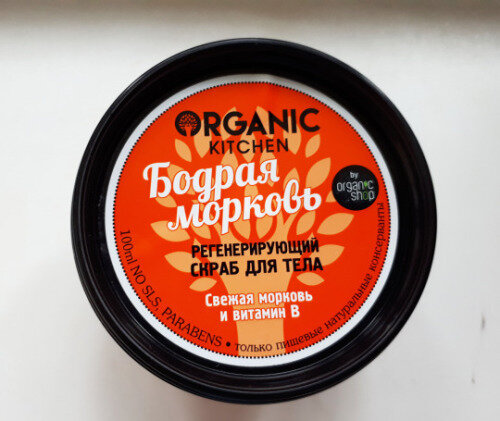 ORGANIC
KITCHEN
Бодрая
морковь
by
organic
shop
РЕГЕНЕРИРУЮЩИЙ
СКРАБ ДЛЯ ТЕЛА
Свежая морковь
и витамин В
100ml NO SLS, PARABENS • только пищевые натуральные консерванты